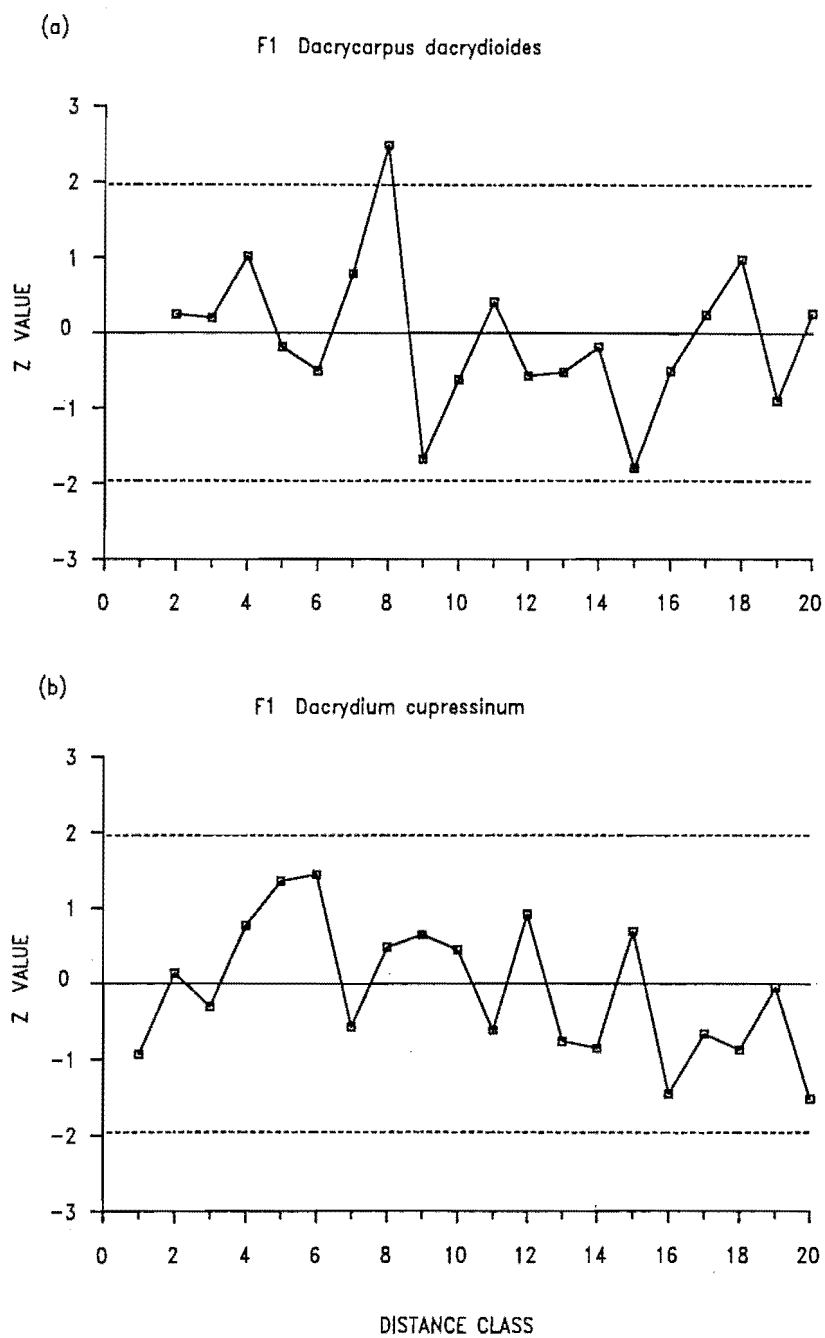 (a)
F1 Dacrycarpus dacrydioides
3
2
1
0
-1
-2
-3
Z VALUE
0 2 4 6 8 10 12 14 16 18 20
(b)
F1 Dacrydium cupressinum
3
2
1
0
-1
-2
-3
Z VALUE
0 2 4 6 8 10 12 14 16 18 20
DISTANCE CLASS